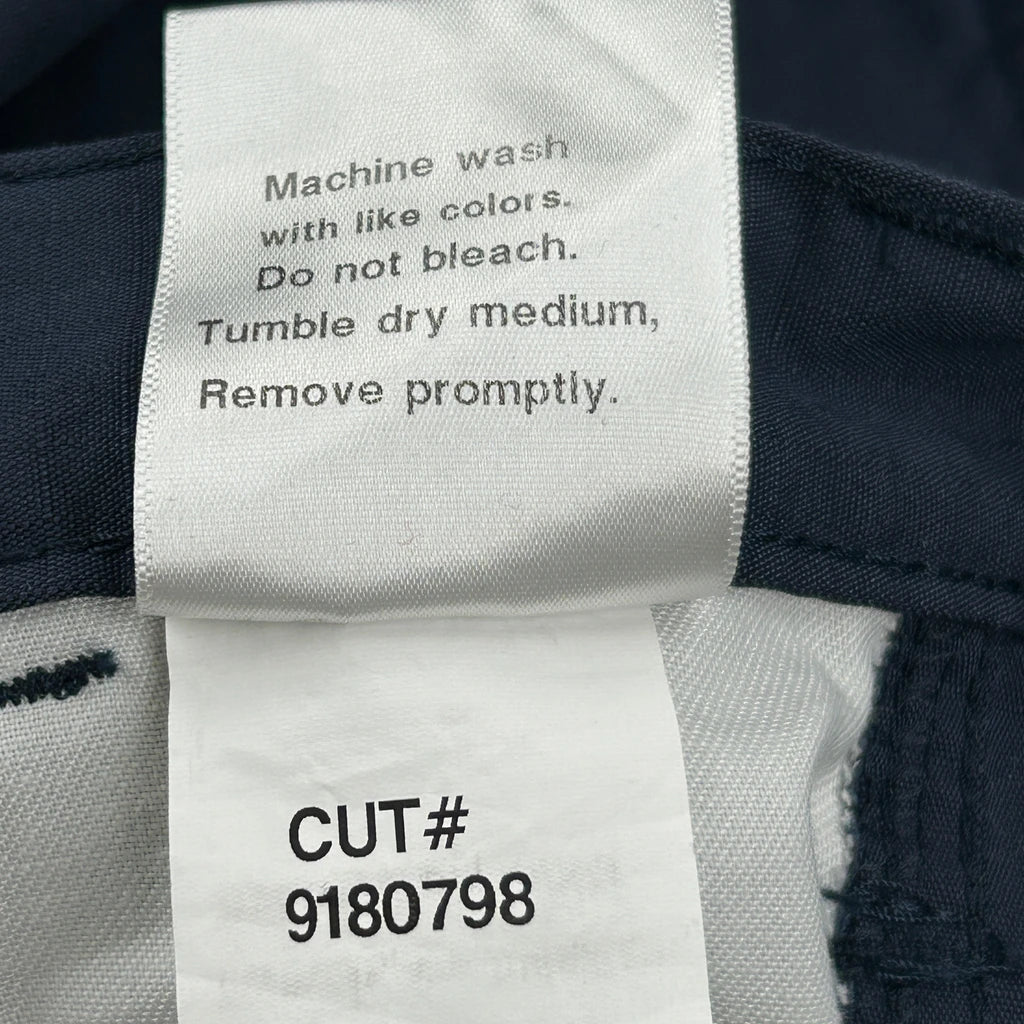 Machine wash
with like colors.
Do not bleach.
Tumble dry medium,
Remove promptly.
CUT#
9180798